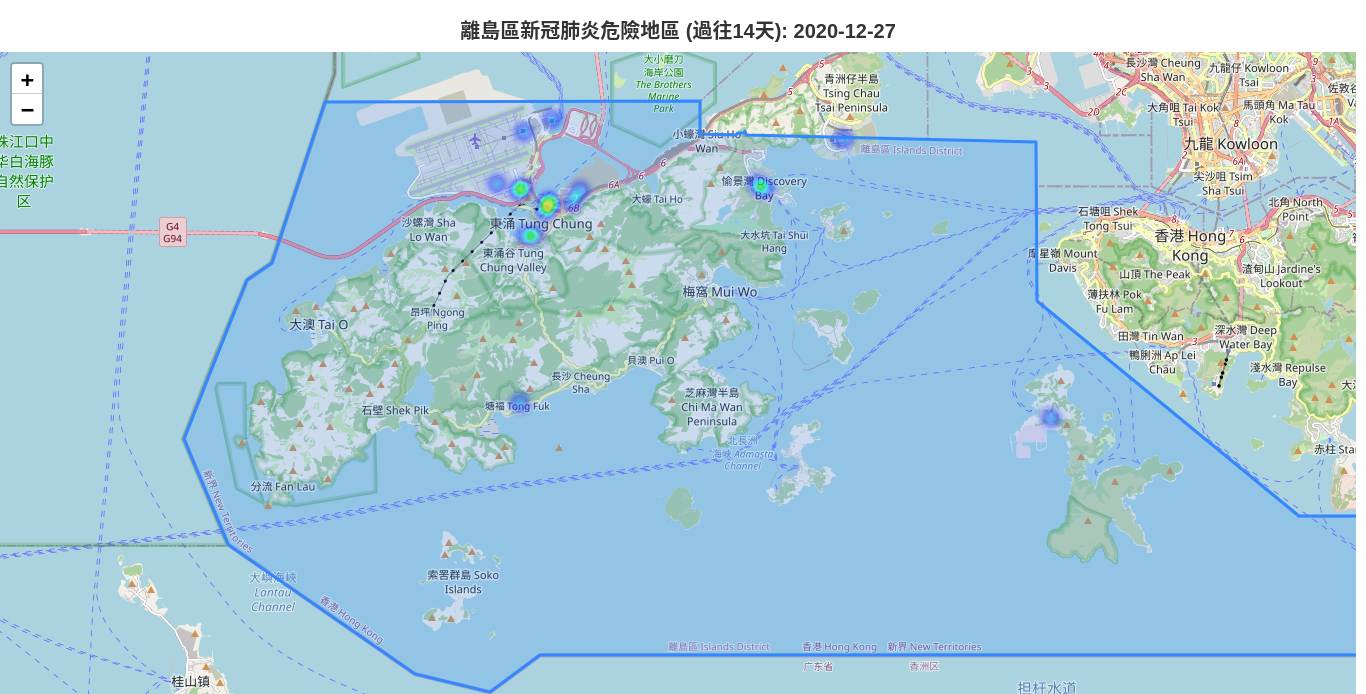 離島區新冠肺炎危險地區 (過往14天): 2020-12-27
+
−
珠江口中
华白海豚
自然保护
区
大小磨刀
海岸公園
The Brothers
Marine
Park
5
5
青洲仔半島
Tsing Chau
Tsai Peninsula
長沙灣 Cheung
Sha Wan
九龍仔 Kowloon
Tsai
3
2D
大角咀 Tai Kok
Tsui
馬頭角 Ma Tau
Kok
1A
九龍 Kowloon
尖沙咀 Tsim
Sha Tsui
小蠔灣 Siu Ho
Wan
離島區 Islands District
6
6
6A
6B
愉景灣 Discovery
Bay
大蠔 Tai Ho
沙螺灣 Sha
Lo Wan
東涌 Tung Chung
東涌谷 Tung
Chung Valley
大水坑 Tai Shui
Hang
G4
G94
石塘咀 Shek
Tong Tsui
北角 North
Point
香港 Hong
Kong
摩星嶺 Mount
Davis
山頂 The Peak
渣甸山 Jardine's
Lookout
薄扶林 Pok
Fu Lam
梅窩 Mui Wo
昂坪 Ngong
Ping
大澳 Tai O
田灣 Tin Wan
3
深水灣 Deep
Water Bay
鴨脷洲 Ap Lei
Chau
淺水灣 Repulse
Bay
貝澳 Pui O
長沙 Cheung
Sha
塘福 Tong Fuk
石壁 Shek Pik
芝麻灣半島
Chi Ma Wan
Peninsula
北長洲
海峽 Adamasta
Channel
分流 Fan Lau
新界 New Territories
大嶼海峽
Lantau
Channel
索罟群島 Soko
Islands
香港 Hong Kong
離島區 Islands District
香港 Hong Kong
新界 New Territories
广东省
香洲区
桂山镇
担杆水道